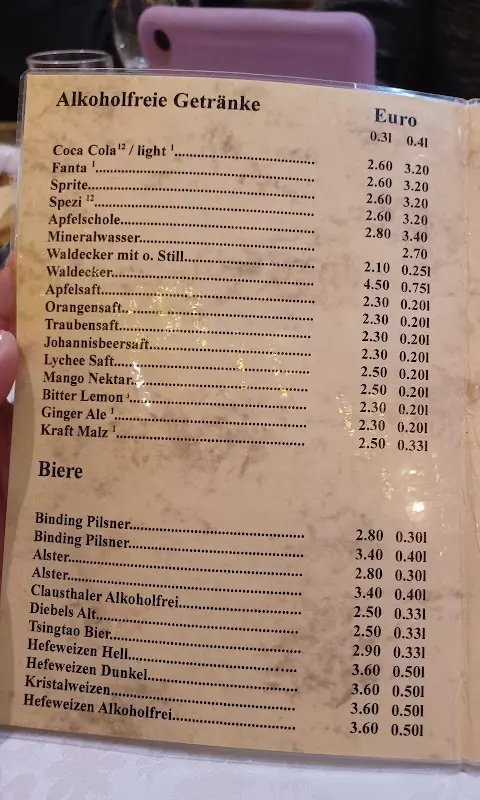 Alkoholfreie Getränke
Euro
0.3l 0.4l
Coca Cola¹² / light ¹ 2.60 3.20
Fanta ¹ 2.60 3.20
Sprite 2.60 3.20
Spezi ¹² 2.60 3.20
Apfelschole 2.80 3.40
Mineralwasser 2.70
Waldecker mit o. Still 2.10 0.25l
Waldecker 4.50 0.75l
Apfelsaft 2.30 0.20l
Orangensaft 2.30 0.20l
Traubensaft 2.30 0.20l
Johannisbeersaft 2.30 0.20l
Lychee Saft 2.50 0.20l
Mango Nektar 2.50 0.20l
Bitter Lemon 2.30 0.20l
Ginger Ale ¹ 2.30 0.20l
Kraft Malz ¹ 2.50 0.33l
Biere
Binding Pilsner 2.80 0.30l
Binding Pilsner 3.40 0.40l
Alster 2.80 0.30l
Alster 3.40 0.40l
Clausthaler Alkoholfrei 2.50 0.33l
Diebels Alt 2.50 0.33l
Tsingtao Bier 2.90 0.33l
Hefeweizen Hell 3.60 0.50l
Hefeweizen Dunkel 3.60 0.50l
Kristalweizen 3.60 0.50l
Hefeweizen Alkoholfrei 3.60 0.50l